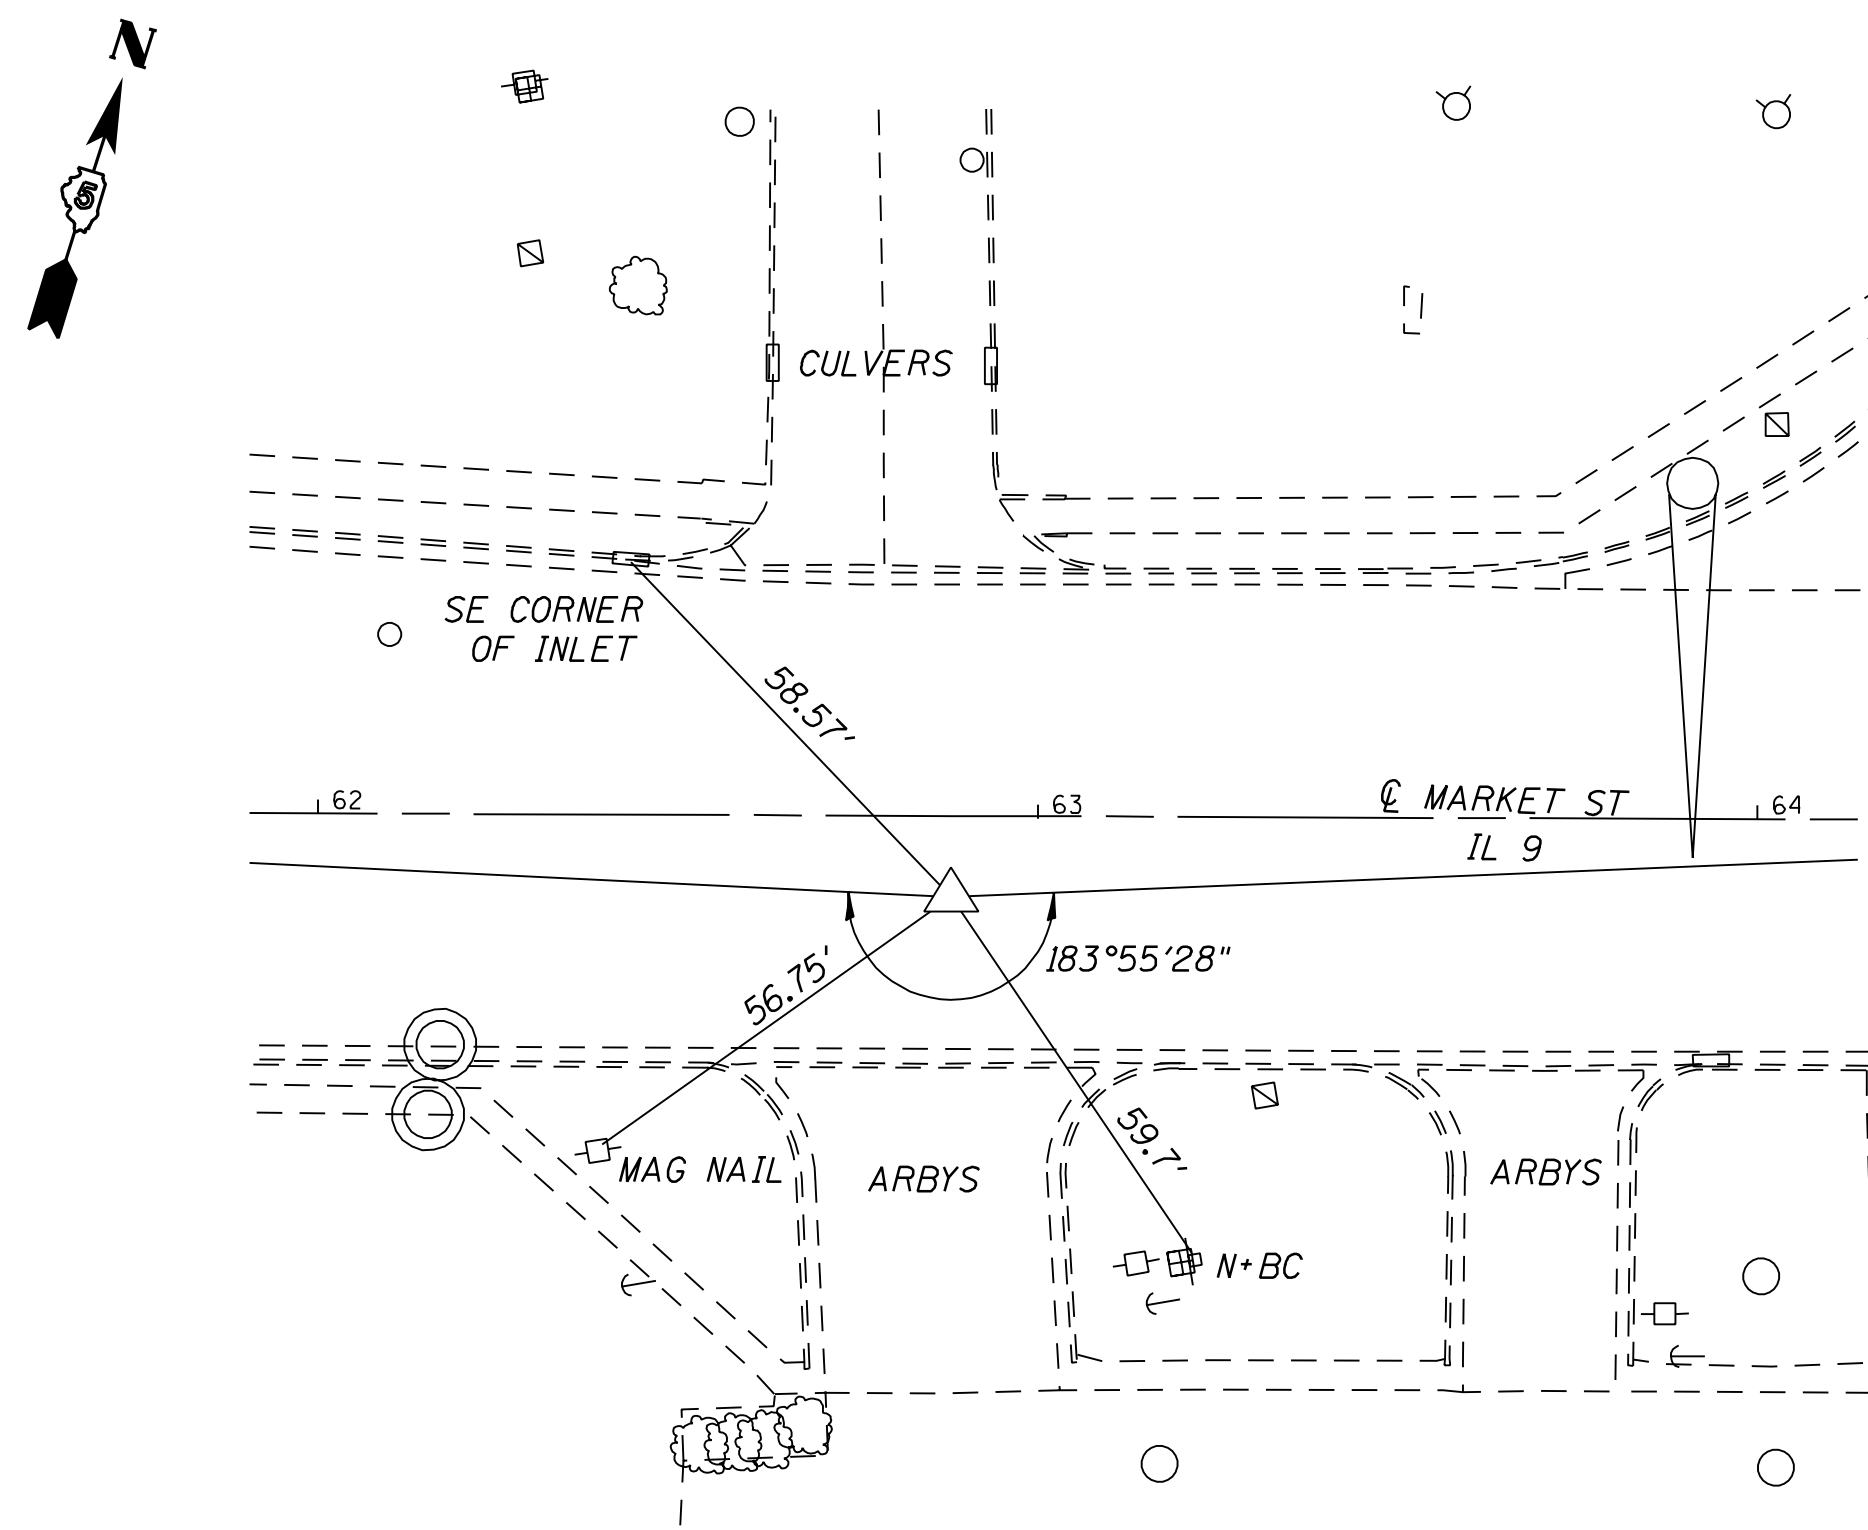 N
5
CULVERS
SE CORNER
OF INLET
58.57'
62
63
℄ MARKET ST
64
IL 9
183°55'28"
56.75'
59.7'
MAG NAIL
ARBYS
ARBYS
N+BC